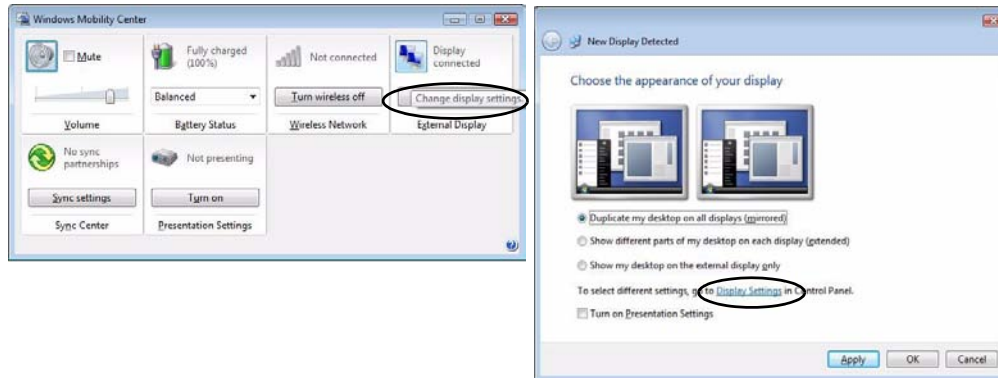 Windows Mobility Center
Mute
Fully charged
(100%)
Not connected
Display
connected
Balanced
Turn wireless off
Change display settings
Volume
Battery Status
Wireless Network
External Display
No sync
partnerships
Not presenting
Sync settings
Turn on
Sync Center
Presentation Settings
New Display Detected
Choose the appearance of your display
Duplicate my desktop on all displays (mirrored)
Show different parts of my desktop on each display (extended)
Show my desktop on the external display only
To select different settings, go to Display Settings in Control Panel.
Turn on Presentation Settings
Apply
OK
Cancel